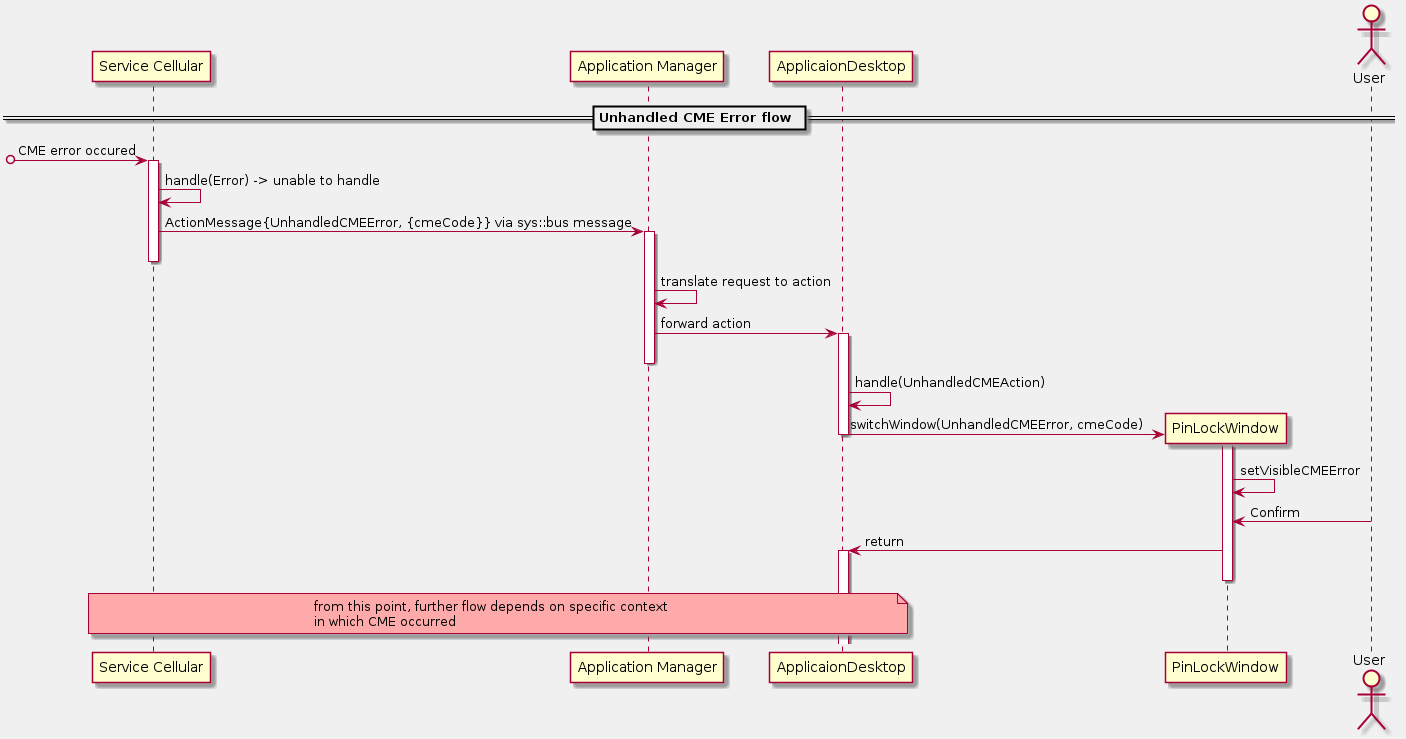 User
Service Cellular
Application Manager
ApplicaionDesktop
Unhandled CME Error flow
CME error occured
handle(Error) -> unable to handle
ActionMessage{UnhandledCMEError, {cmeCode}} via sys::bus message
translate request to action
forward action
handle(UnhandledCMEAction)
switchWindow(UnhandledCMEError, cmeCode)
PinLockWindow
setVisibleCMEError
Confirm
return
from this point, further flow depends on specific context
in which CME occurred
Service Cellular
Application Manager
ApplicaionDesktop
PinLockWindow
User